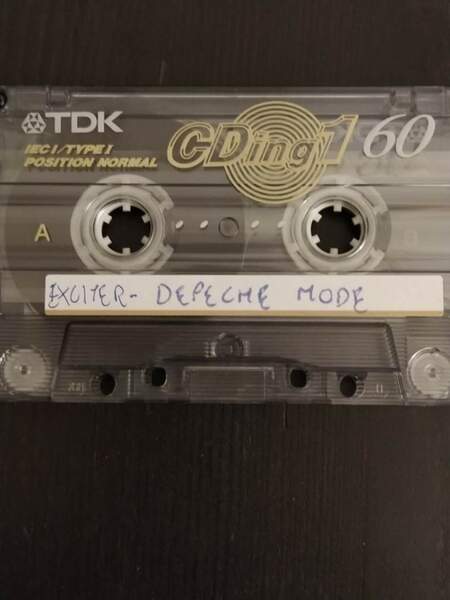 TDK
CDing1 60
IEC I/TYPE I
POSITION NORMAL
A
EXCITER - DEPECHE MODE